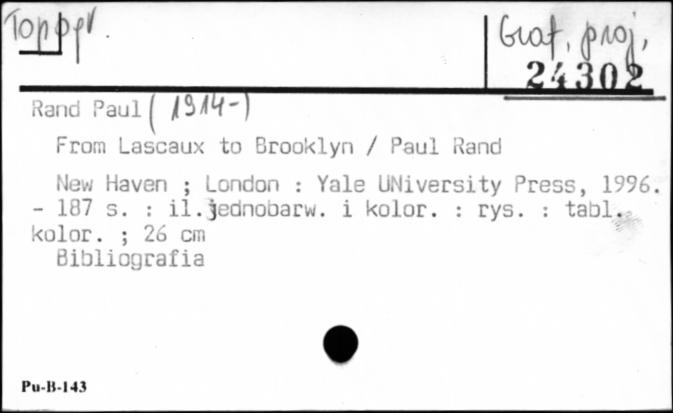 Graf. proj.
24302
Rand Paul (1914-)
From Lascaux to Brooklyn / Paul Rand
New Haven ; London : Yale UNiversity Press, 1996.
- 187 s. : il.jednobarw. i kolor. : rys. : tabl.
kolor. ; 26 cm
Bibliografia
Pu-B-143